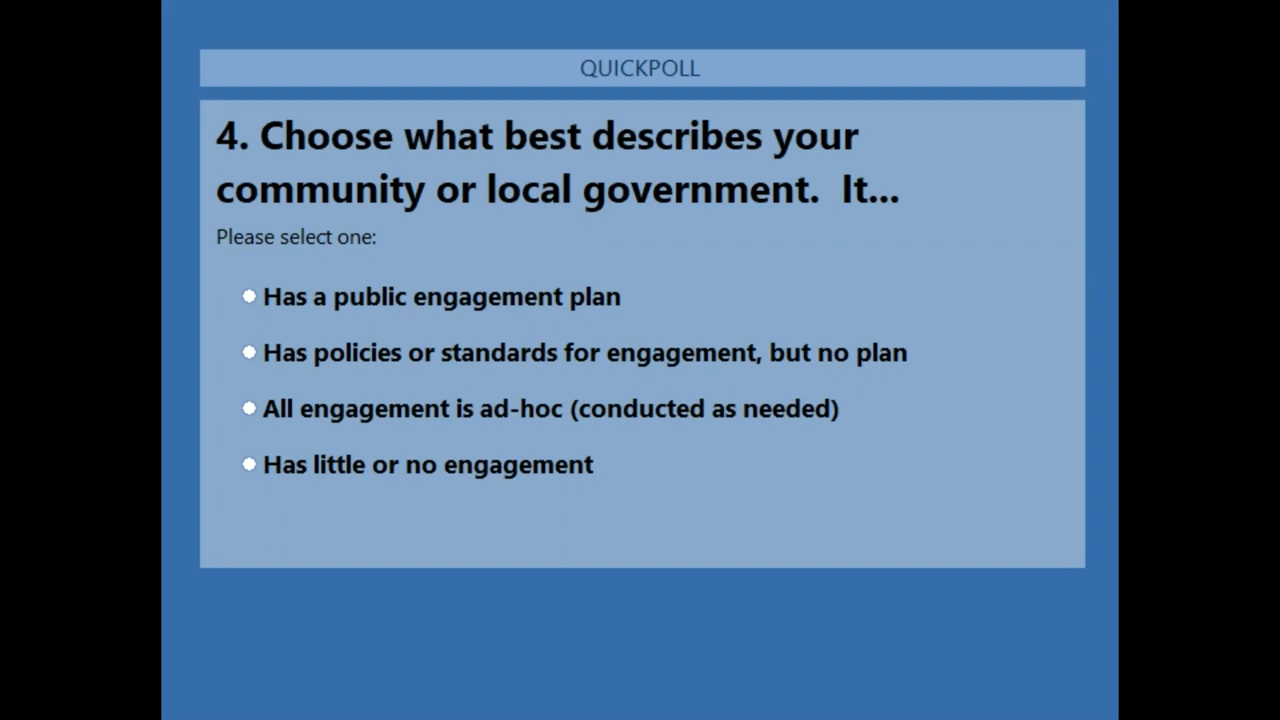 QUICKPOLL
4. Choose what best describes your
community or local government.  It...
Please select one:
Has a public engagement plan
Has policies or standards for engagement, but no plan
All engagement is ad-hoc (conducted as needed)
Has little or no engagement